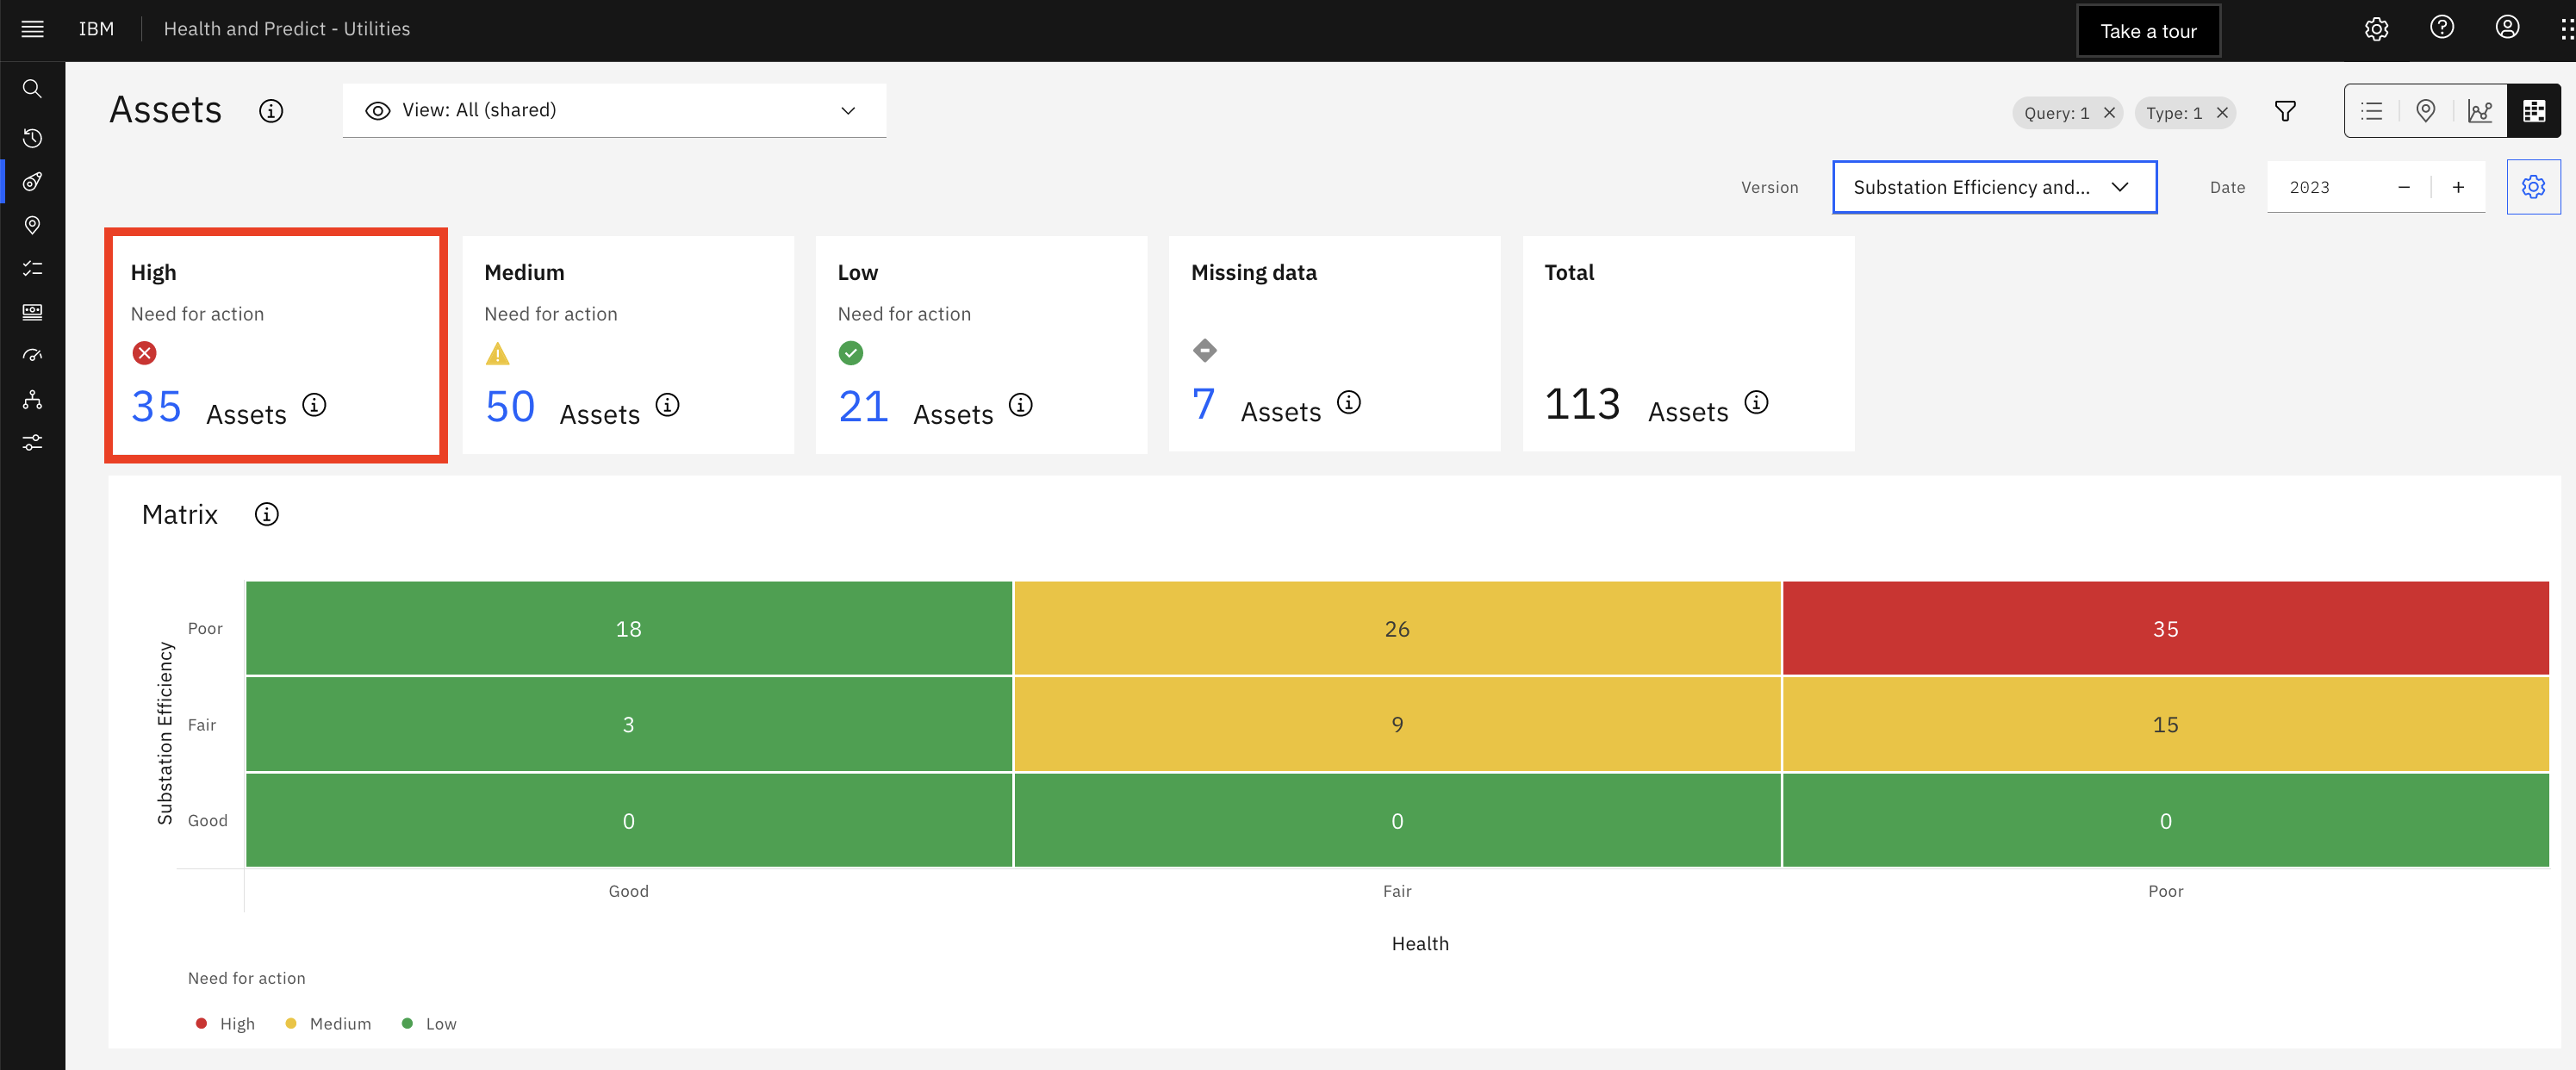 IBM Health and Predict - Utilities Take a tour
Assets View: All (shared) Query: 1 Type: 1
Version Substation Efficiency and... Date 2023
High Medium Low Missing data Total
Need for action Need for action Need for action
35 Assets 50 Assets 21 Assets 7 Assets 113 Assets
Matrix
Substation Efficiency
Poor 18 26 35
Fair 3 9 15
Good 0 0 0
Good Fair Poor
Health
Need for action
High Medium Low